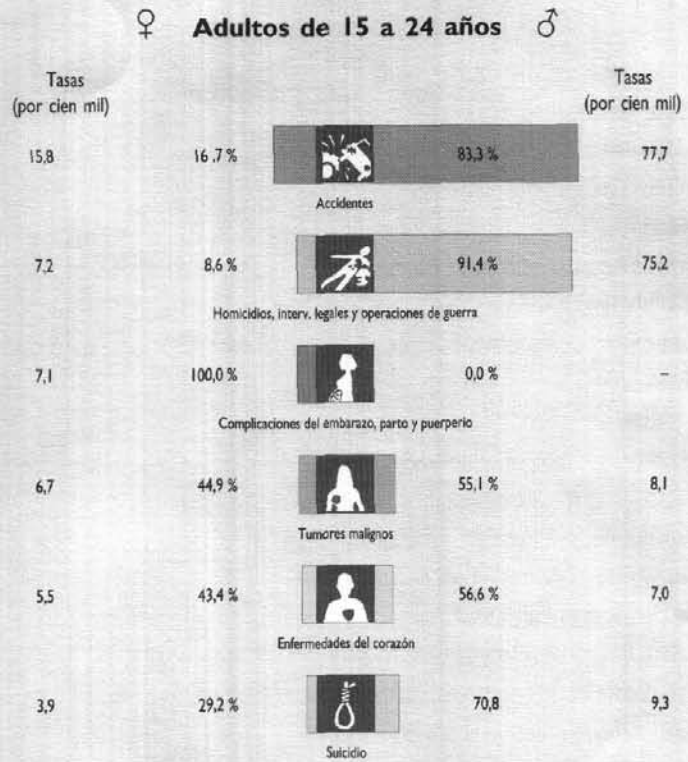 ♀ Adultos de 15 a 24 años ♂
Tasas
(por cien mil)
Tasas
(por cien mil)
15,8 16,7 % 83,3 % 77,7
Accidentes
7,2 8,6 % 91,4 % 75,2
Homicidios, interv. legales y operaciones de guerra
7,1 100,0 % 0,0 % –
Complicaciones del embarazo, parto y puerperio
6,7 44,9 % 55,1 % 8,1
Tumores malignos
5,5 43,4 % 56,6 % 7,0
Enfermedades del corazón
3,9 29,2 % 70,8 9,3
Suicidio